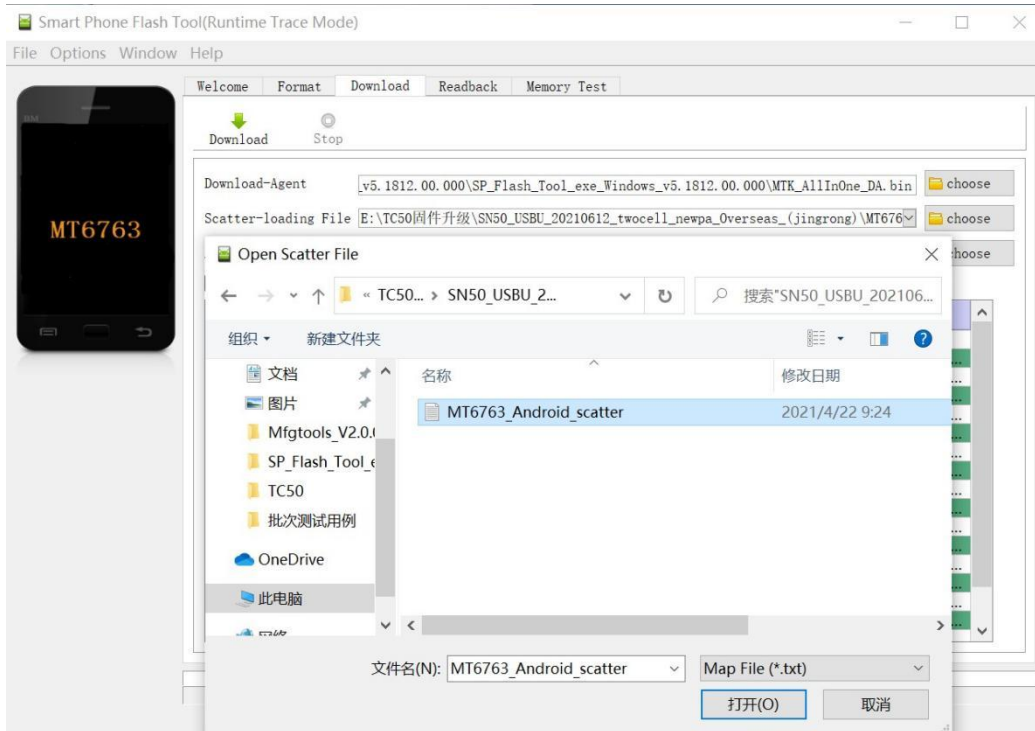 Smart Phone Flash Tool(Runtime Trace Mode)
File Options Window Help
Welcome Format Download Readback Memory Test
BM
Download Stop
Download-Agent _v5.1812.00.000\SP_Flash_Tool_exe_Windows_v5.1812.00.000\MTK_AllInOne_DA.bin choose
Scatter-loading File E:\TC50固件升级\SN50_USBU_20210612_twocell_newpa_Overseas_(jingrong)\MT676 choose
MT6763
Open Scatter File
hoose
« TC50... › SN50_USBU_2...
搜索"SN50_USBU_202106...
组织 新建文件夹
文档
名称 修改日期
MT6763_Android_scatter 2021/4/22 9:24
图片
Mfgtools_V2.0.
SP_Flash_Tool_e
TC50
批次测试用例
OneDrive
此电脑
文件名(N): MT6763_Android_scatter Map File (*.txt)
打开(O) 取消